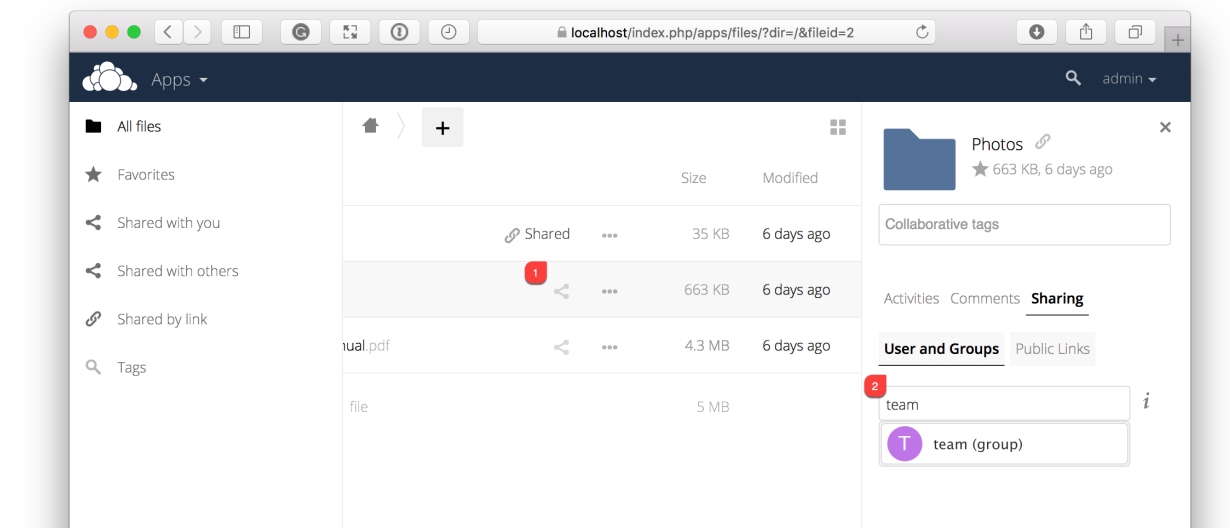 localhost/index.php/apps/files/?dir=/&fileid=2
Apps
admin
All files
Favorites
Shared with you
Shared with others
Shared by link
Tags
+
Size Modified
Shared 35 KB 6 days ago
1
663 KB 6 days ago
nual.pdf 4.3 MB 6 days ago
file 5 MB
Photos
663 KB, 6 days ago
Collaborative tags
Activities Comments Sharing
User and Groups Public Links
2
team
i
T team (group)